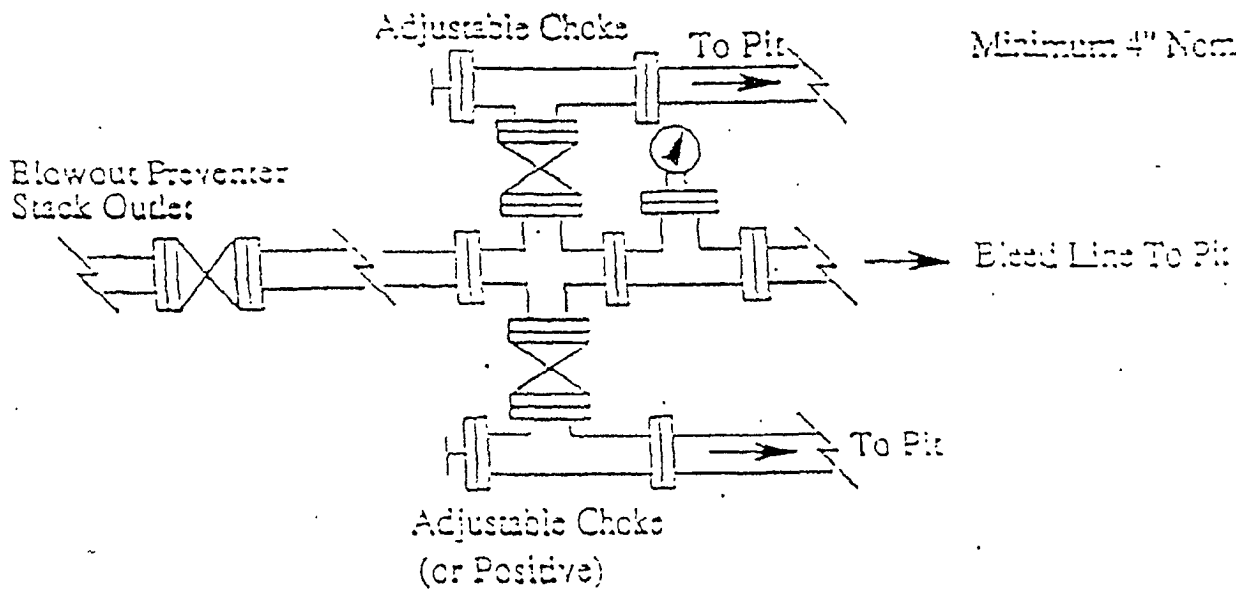 Adjustable Choke
To Pit
Minimum 4" Nom
Blowout Preventer
Stack Outlet
Bleed Line To Pit
To Pit
Adjustable Choke
(or Positive)